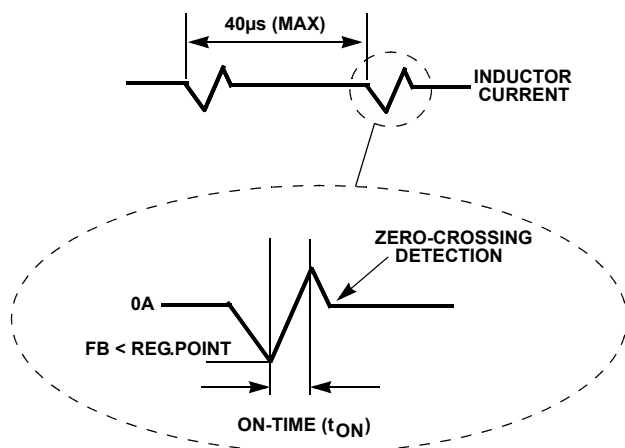 40µs (MAX)
INDUCTOR
CURRENT
ZERO-CROSSING
DETECTION
0A
FB < REG.POINT
ON-TIME (tON)